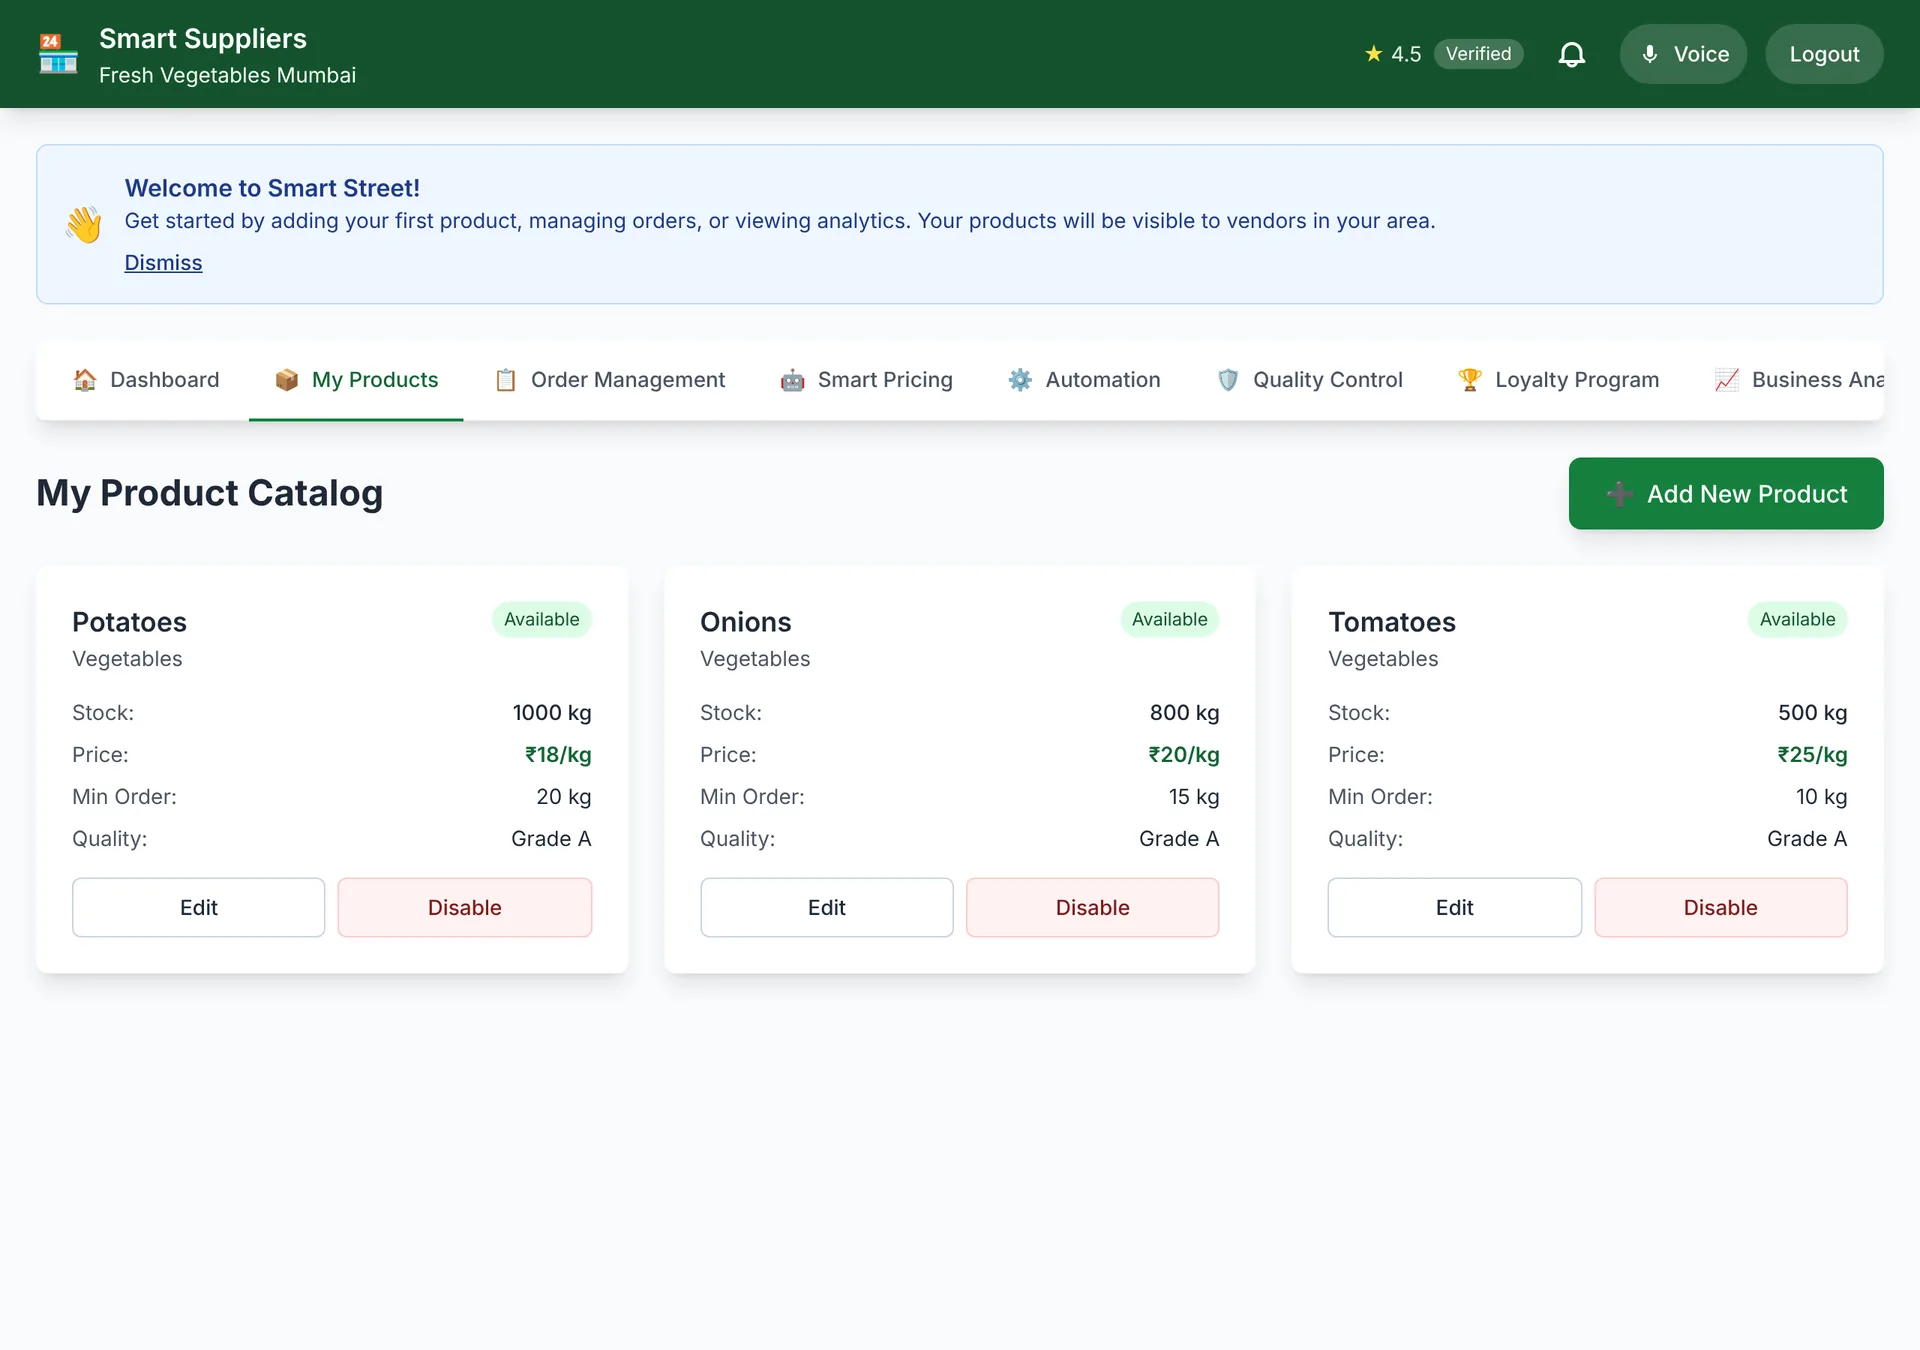 Smart Suppliers
Fresh Vegetables Mumbai
★ 4.5 Verified Voice Logout
Welcome to Smart Street!
Get started by adding your first product, managing orders, or viewing analytics. Your products will be visible to vendors in your area.
Dismiss
Dashboard My Products Order Management Smart Pricing Automation Quality Control Loyalty Program Business Ana
My Product Catalog
Add New Product
Potatoes Available
Vegetables
Stock: 1000 kg
Price: ₹18/kg
Min Order: 20 kg
Quality: Grade A
Edit Disable
Onions Available
Vegetables
Stock: 800 kg
Price: ₹20/kg
Min Order: 15 kg
Quality: Grade A
Edit Disable
Tomatoes Available
Vegetables
Stock: 500 kg
Price: ₹25/kg
Min Order: 10 kg
Quality: Grade A
Edit Disable